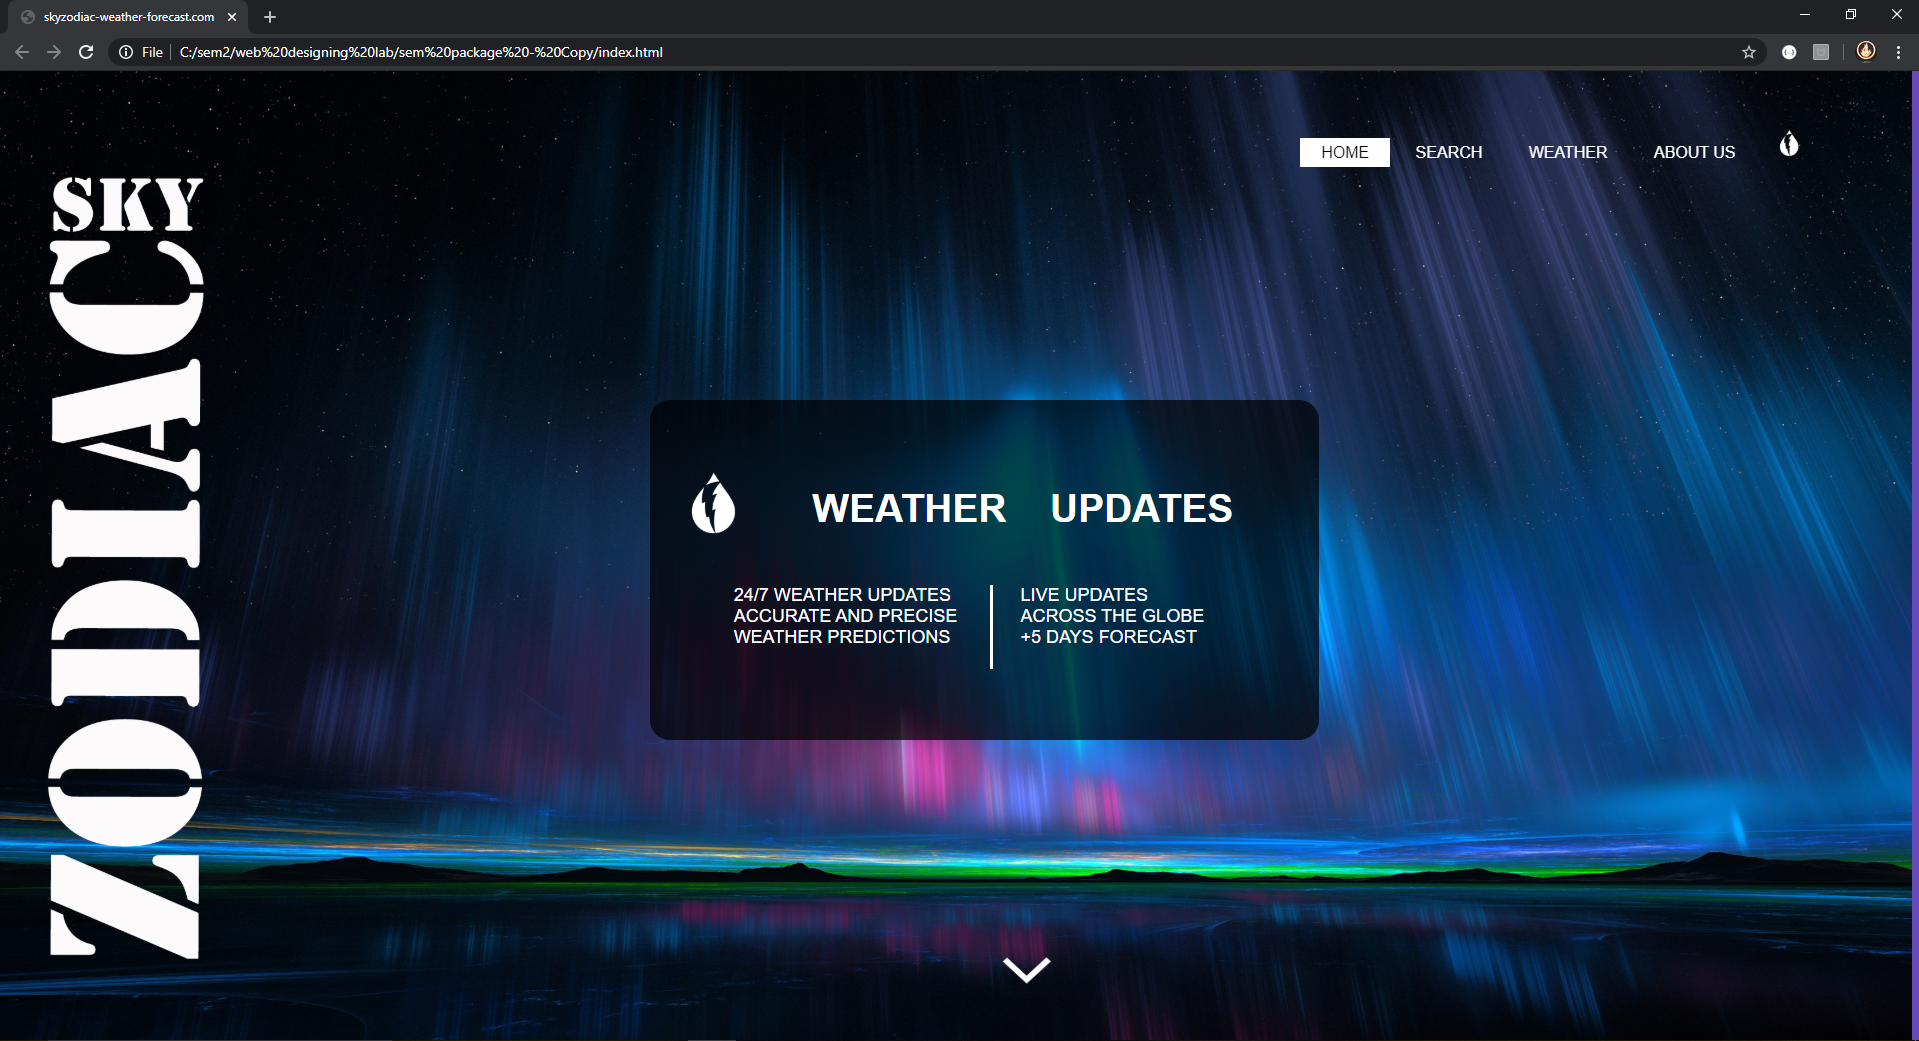 skyzodiac-weather-forecast.com
File
C:/sem2/web%20designing%20lab/sem%20package%20-%20Copy/index.html
HOME SEARCH WEATHER ABOUT US
SKY
ZODIAC
WEATHER UPDATES
24/7 WEATHER UPDATES
ACCURATE AND PRECISE
WEATHER PREDICTIONS
LIVE UPDATES
ACROSS THE GLOBE
+5 DAYS FORECAST